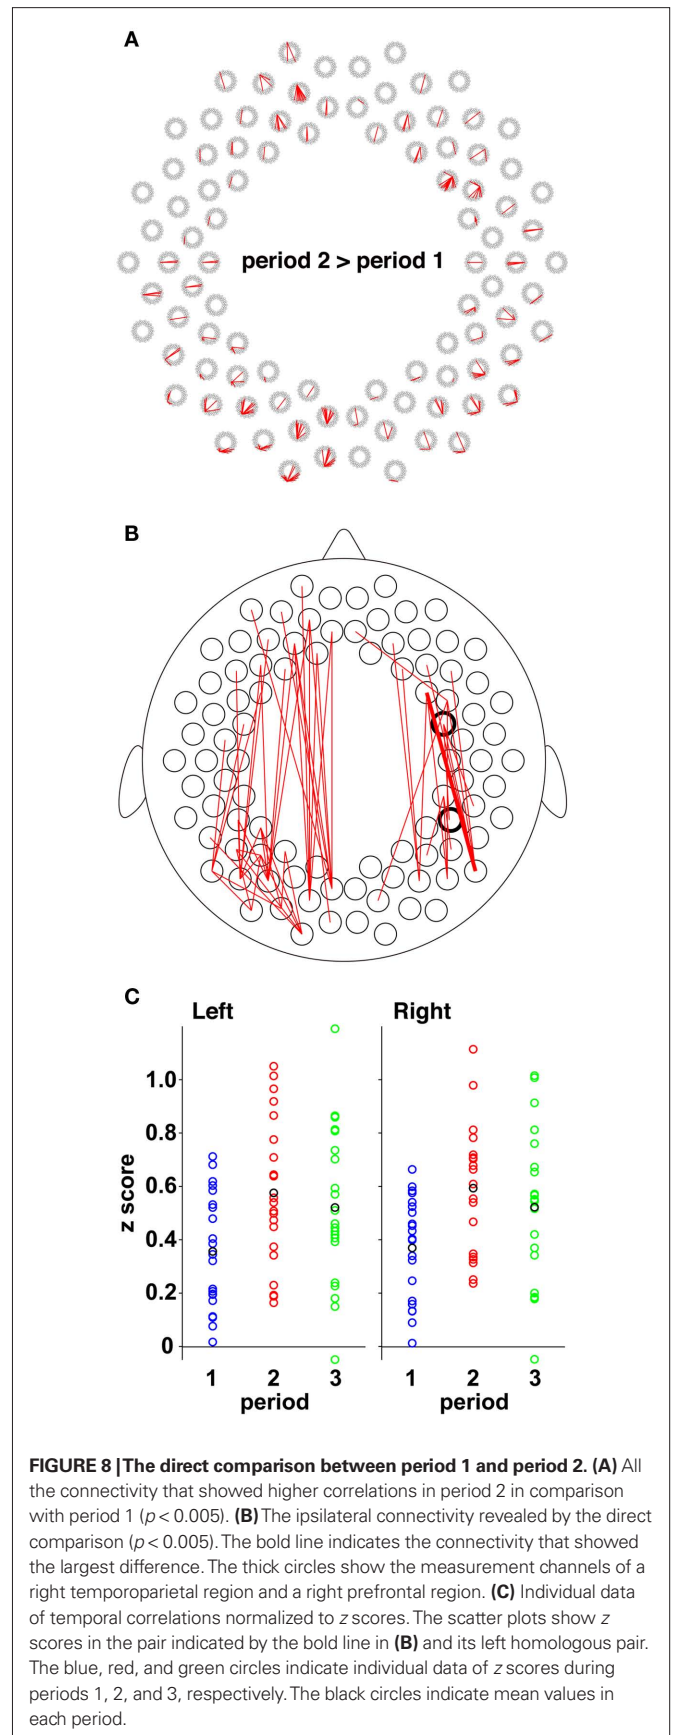 A
period 2 > period 1
B
C
Left
Right
1.0
0.8
0.6
0.4
0.2
0
z score
1 2 3
period
1 2 3
period
FIGURE 8 | The direct comparison between period 1 and period 2. (A) All
the connectivity that showed higher correlations in period 2 in comparison
with period 1 (p < 0.005). (B) The ipsilateral connectivity revealed by the direct
comparison (p < 0.005). The bold line indicates the connectivity that showed
the largest difference. The thick circles show the measurement channels of a
right temporoparietal region and a right prefrontal region. (C) Individual data
of temporal correlations normalized to z scores. The scatter plots show z
scores in the pair indicated by the bold line in (B) and its left homologous pair.
The blue, red, and green circles indicate individual data of z scores during
periods 1, 2, and 3, respectively. The black circles indicate mean values in
each period.